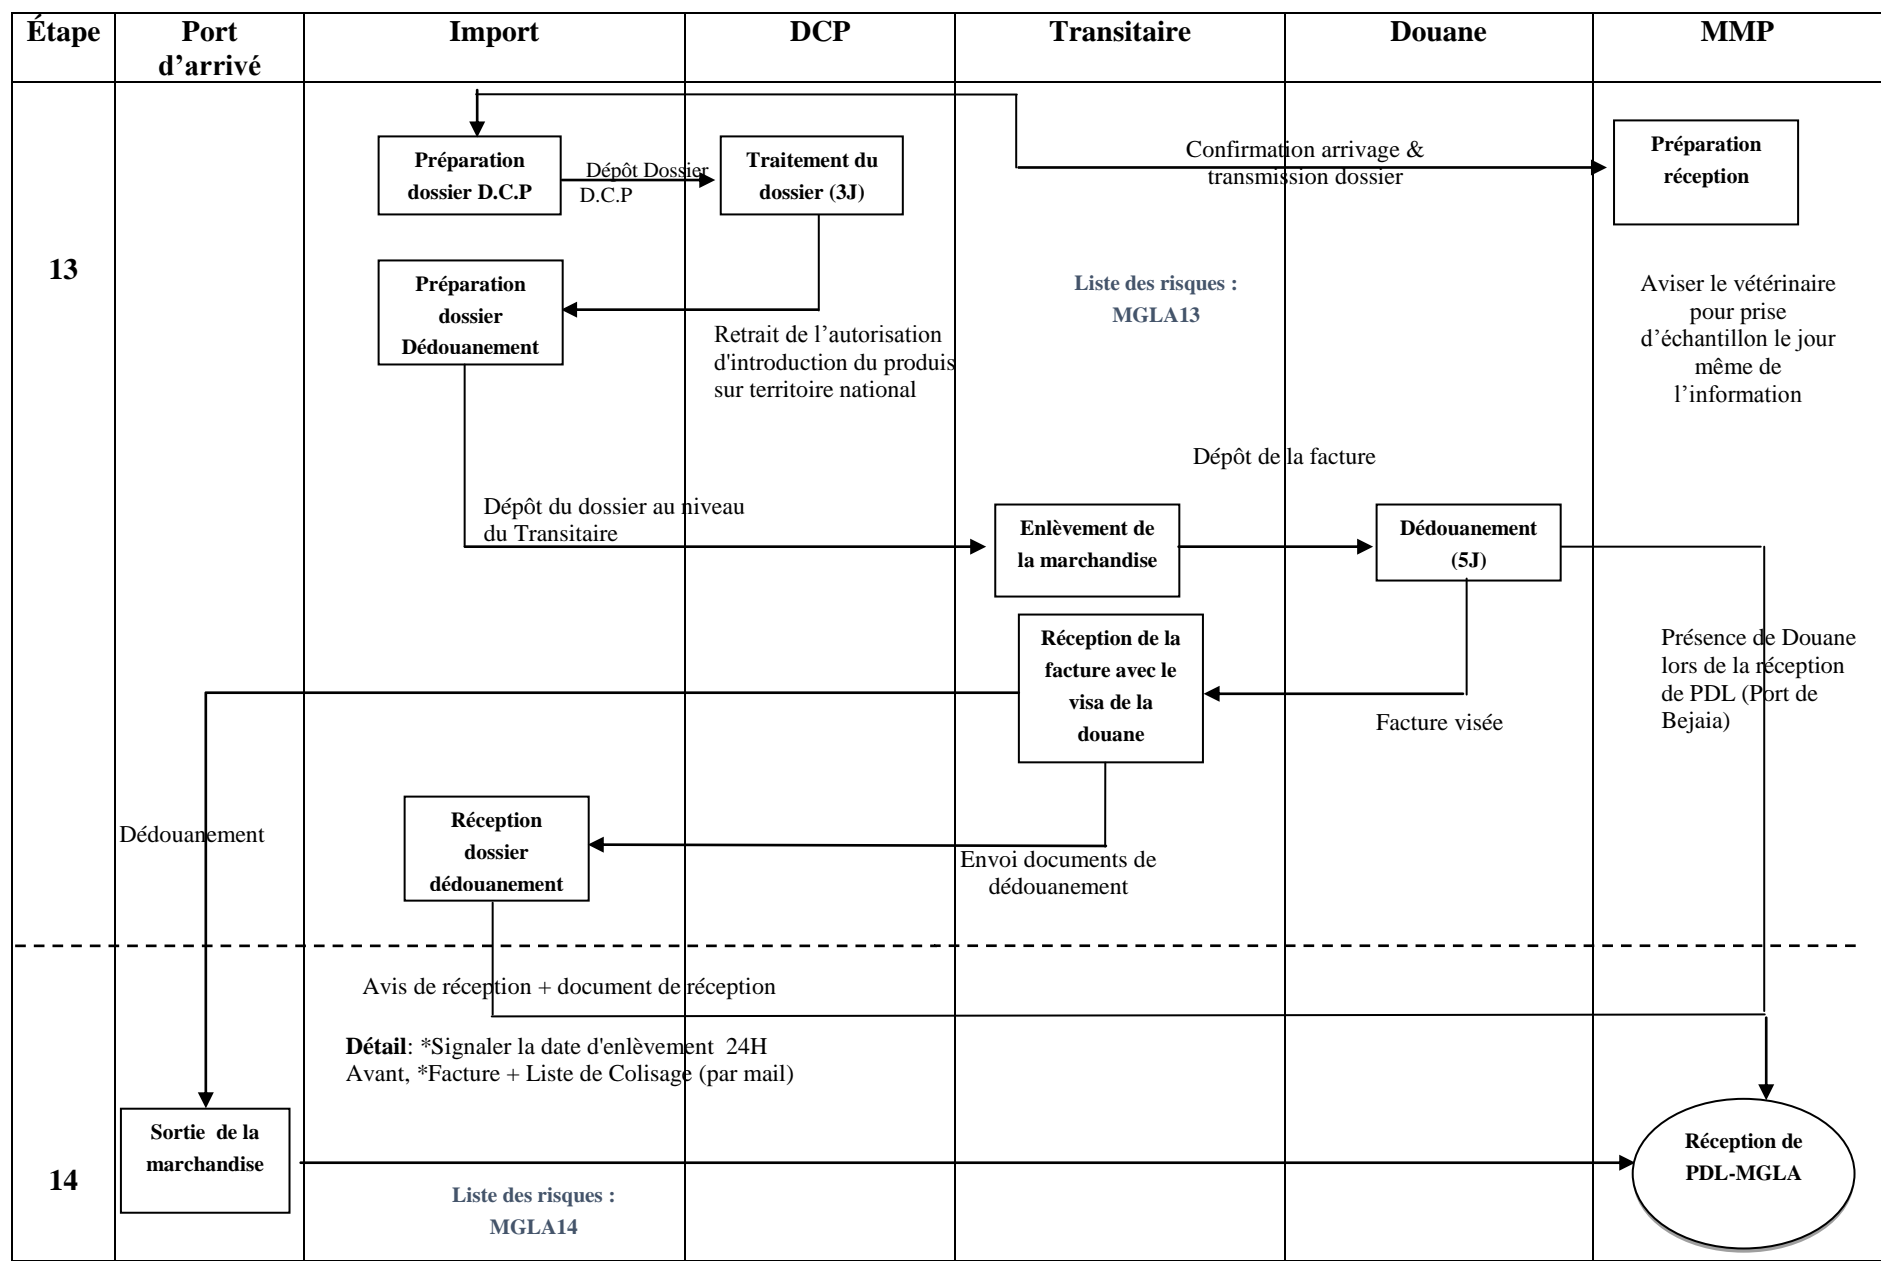 Étape
Port
d’arrivé
Import
DCP
Transitaire
Douane
MMP
13
Préparation
dossier D.C.P
Dépôt Dossier
D.C.P
Traitement du
dossier (3J)
Confirmation arrivage &
transmission dossier
Préparation
réception
Préparation
dossier
Dédouanement
Retrait de l’autorisation
d'introduction du produis
sur territoire national
Liste des risques :
MGLA13
Aviser le vétérinaire
pour prise
d’échantillon le jour
même de
l’information
Dépôt de la facture
Dépôt du dossier au niveau
du Transitaire
Enlèvement de
la marchandise
Dédouanement
(5J)
Réception de la
facture avec le
visa de la
douane
Facture visée
Présence de Douane
lors de la réception
de PDL (Port de
Bejaia)
Dédouanement
Réception
dossier
dédouanement
Envoi documents de
dédouanement
14
Avis de réception + document de réception
Détail: *Signaler la date d'enlèvement 24H
Avant, *Facture + Liste de Colisage (par mail)
Sortie de la
marchandise
Liste des risques :
MGLA14
Réception de
PDL-MGLA